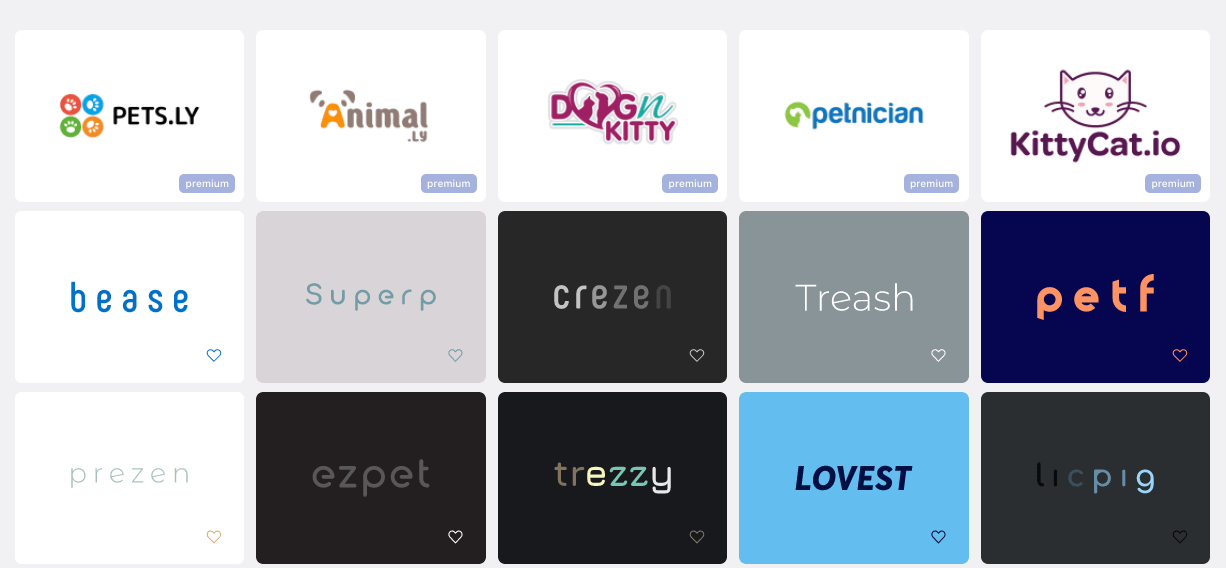 PETS.LY
Animal
.LY
DOG n
KITTY
petnician
KittyCat.io
premium
premium
premium
premium
premium
bease
Superp
crezen
Treash
petf
prezen
ezpet
trezzy
LOVEST
licpig